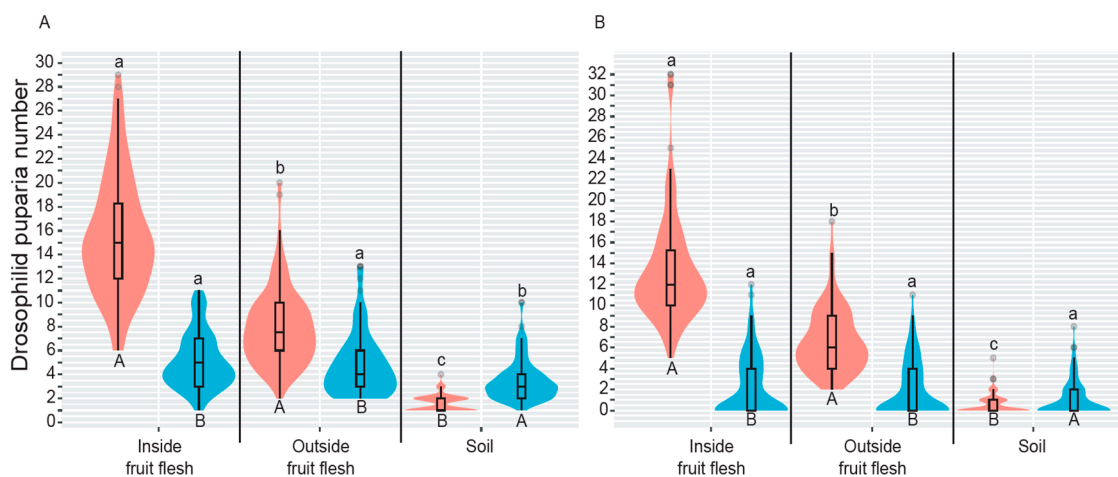 A
B
Drosophilid puparia number
30
28
26
24
22
20
18
16
14
12
10
8
6
4
2
0
a
a
b
a
c
b
A
B
A
B
B
A
Inside
fruit flesh
Outside
fruit flesh
Soil
32
30
28
26
24
22
20
18
16
14
12
10
8
6
4
2
0
a
a
b
a
c
a
A
B
A
B
B
A
Inside
fruit flesh
Outside
fruit flesh
Soil